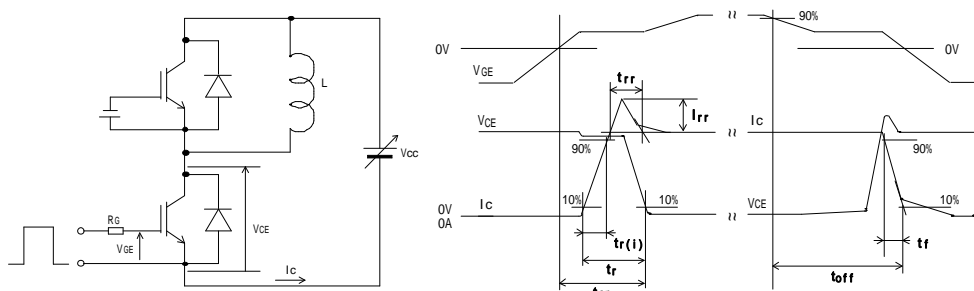 L
Vcc
RG
VGE
VCE
Ic
0V
VGE
90%
0V
trr
Irr
VCE
90%
Ic
90%
0V
0A
Ic
10%
10%
VCE
10%
tr(i)
tr
tf
toff